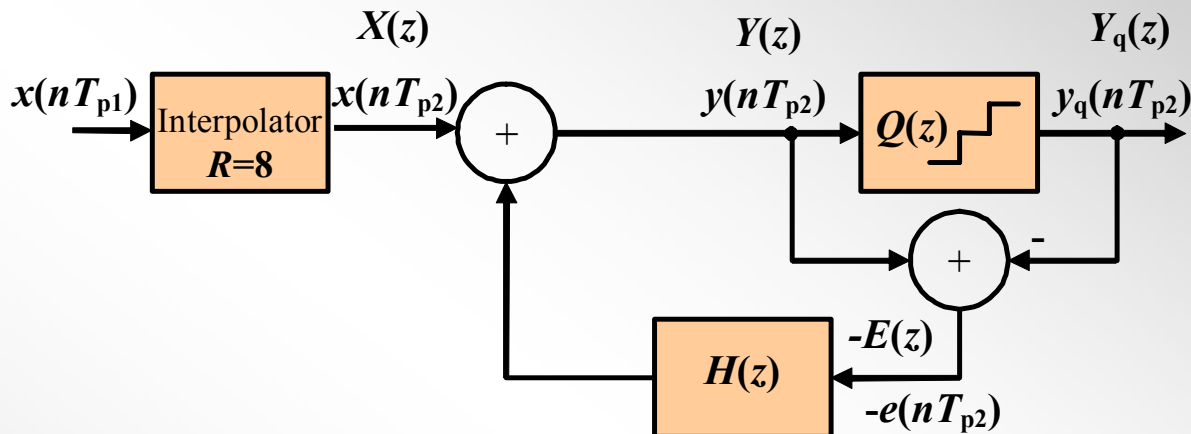 X(z)
Y(z)
Yq(z)
x(nTp1)
Interpolator
R=8
x(nTp2)
+
y(nTp2)
Q(z)
yq(nTp2)
+
-
-E(z)
H(z)
-e(nTp2)